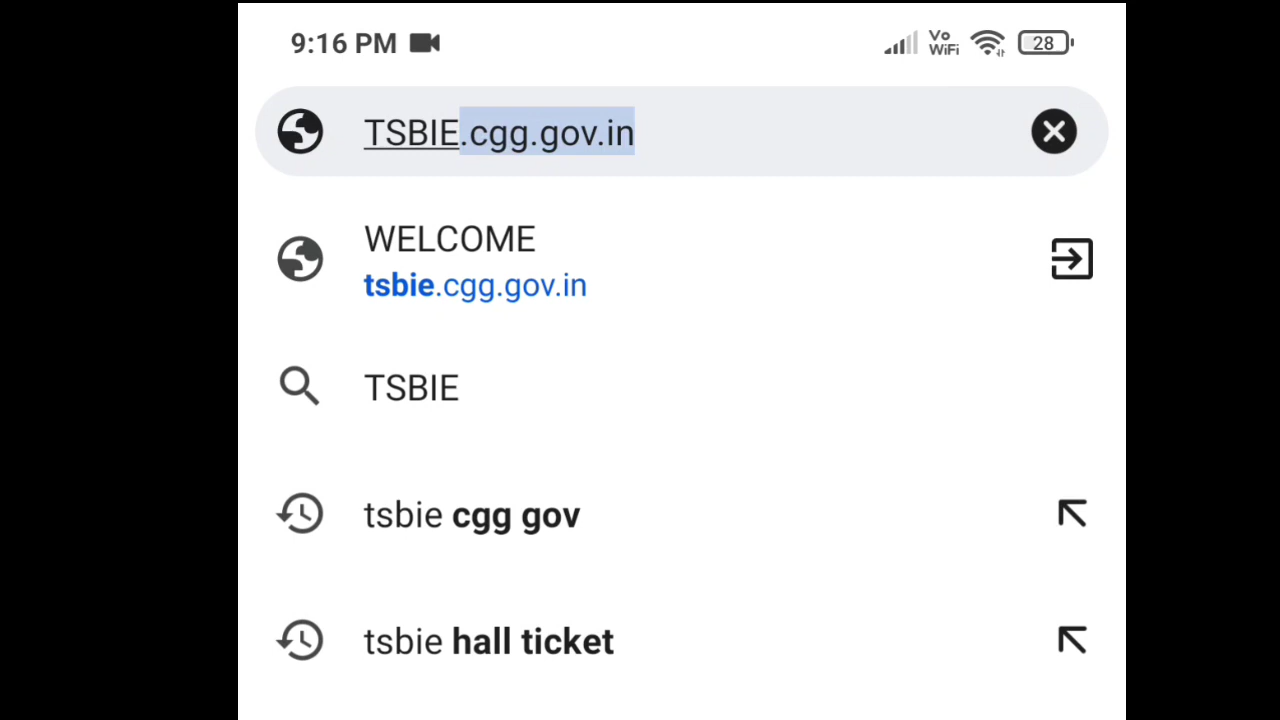 9:16 PM Vo WiFi 28
TSBIE.cgg.gov.in
WELCOME
tsbie.cgg.gov.in
TSBIE
tsbie cgg gov
tsbie hall ticket